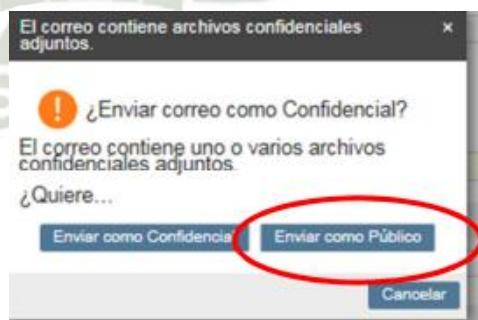 El correo contiene archivos confidenciales ×
adjuntos.
¿Enviar correo como Confidencial?
El correo contiene uno o varios archivos
confidenciales adjuntos.
¿Quiere...
Enviar como Confidencial Enviar como Público
Cancelar